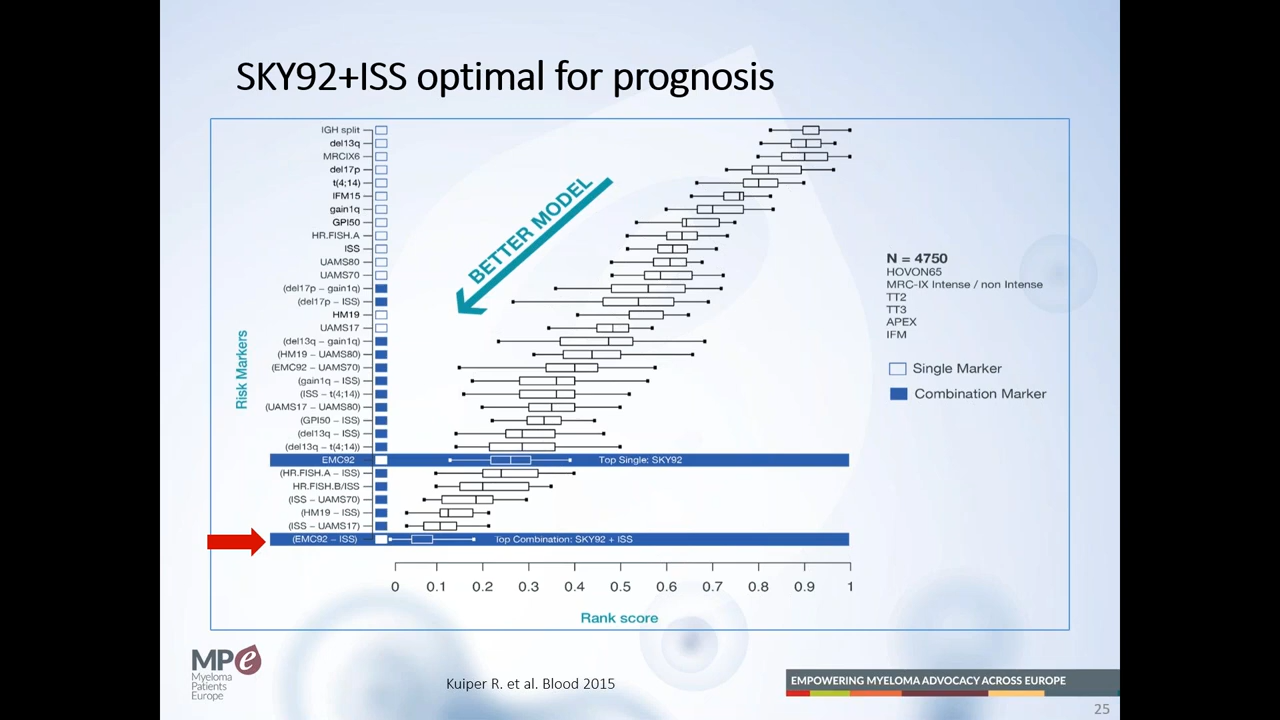 SKY92+ISS optimal for prognosis
IGH split
del13q
MRCIX6
del17p
t(4;14)
IFM15
gain1q
GPI50
HR.FISH.A
ISS
UAMS80
UAMS70
(del17p – gain1q)
(del17p – ISS)
HM19
UAMS17
(del13q – gain1q)
(HM19 – UAMS80)
(EMC92 – UAMS70)
(gain1q – ISS)
(ISS – t(4;14))
(UAMS17 – UAMS80)
(GPI50 – ISS)
(del13q – ISS)
(del13q – t(4;14))
EMC92 Top Single: SKY92
(HR.FISH.A – ISS)
HR.FISH.B/ISS
(ISS – UAMS70)
(HM19 – ISS)
(ISS – UAMS17)
(EMC92 – ISS) Top Combination: SKY92 + ISS
Risk Markers
BETTER MODEL
0 0.1 0.2 0.3 0.4 0.5 0.6 0.7 0.8 0.9 1
Rank score
N = 4750
HOVON65
MRC-IX Intense / non Intense
TT2
TT3
APEX
IFM
Single Marker
Combination Marker
MPe
Myeloma
Patients
Europe
Kuiper R. et al. Blood 2015
EMPOWERING MYELOMA ADVOCACY ACROSS EUROPE
25